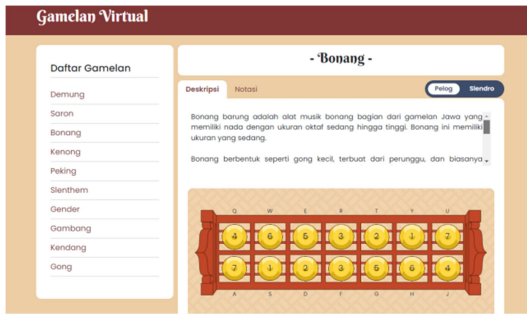 Gamelan Virtual
Daftar Gamelan
Demung
Saron
Bonang
Kenong
Peking
Slenthem
Gender
Gambang
Kendang
Gong
- Bonang -
Deskripsi Notasi
Pelog Slendro
Bonang barung adalah alat musik bonang bagian dari gamelan Jawa yang
memiliki nada dengan ukuran oktaf sedang hingga tinggi. Bonang ini memiliki
ukuran yang sedang.
Bonang berbentuk seperti gong kecil, terbuat dari perunggu, dan biasanya
Q W E R T Y U
4 6 5 3 2 1 7
7 1 2 3 5 6 4
A S D F G H J